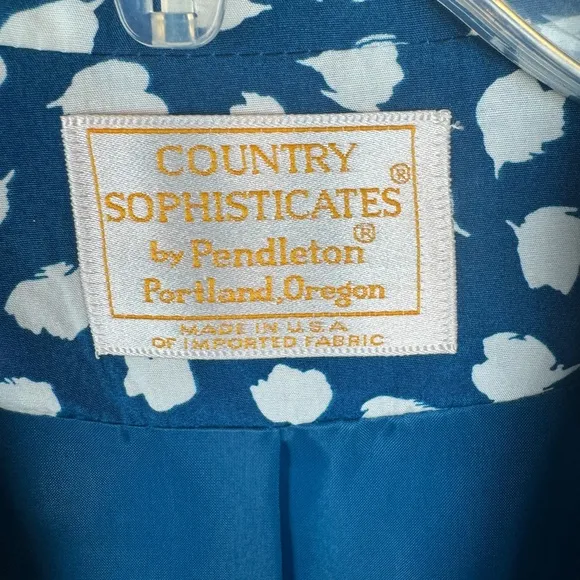 COUNTRY
SOPHISTICATES®
by Pendleton®
Portland, Oregon
MADE IN U.S.A.
OF IMPORTED FABRIC